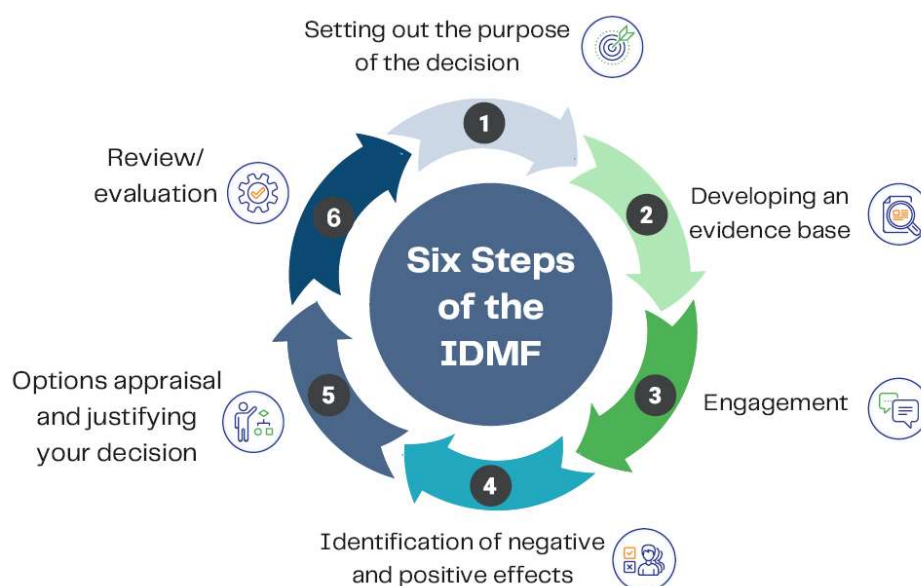 Setting out the purpose
of the decision
1
Review/
evaluation
6
2
Developing an
evidence base
Six Steps
of the
IDMF
Options appraisal
and justifying
your decision
5
3
Engagement
4
Identification of negative
and positive effects